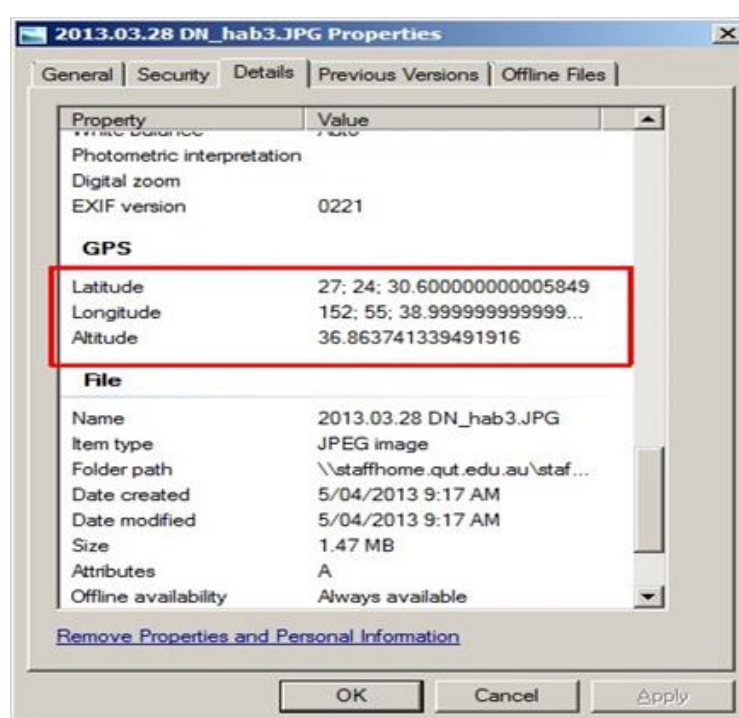 2013.03.28 DN_hab3.JPG Properties
General Security Details Previous Versions Offline Files
Property Value
White balance Auto
Photometric interpretation
Digital zoom
EXIF version 0221
GPS
Latitude 27; 24; 30.600000000005849
Longitude 152; 55; 38.999999999999...
Altitude 36.863741339491916
File
Name 2013.03.28 DN_hab3.JPG
Item type JPEG image
Folder path \\staffhome.qut.edu.au\staf...
Date created 5/04/2013 9:17 AM
Date modified 5/04/2013 9:17 AM
Size 1.47 MB
Attributes A
Offline availability Always available
Remove Properties and Personal Information
OK Cancel Apply